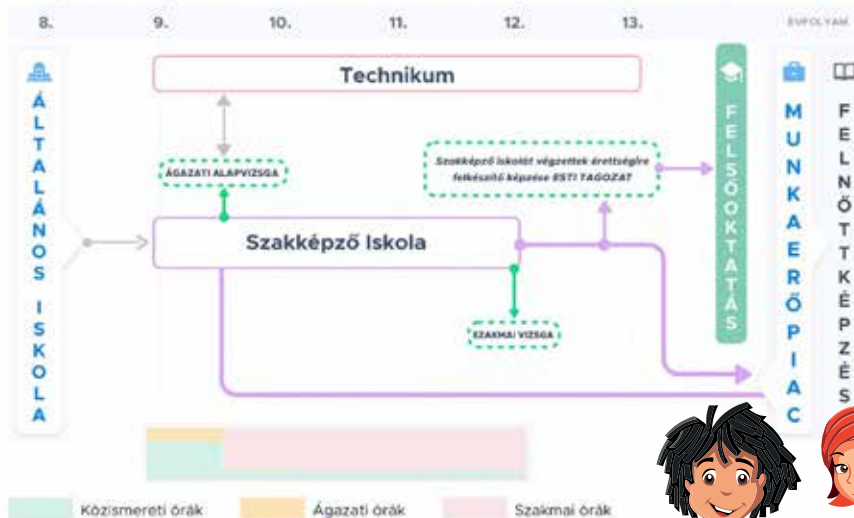 8. 9. 10. 11. 12. 13. ÉVFOLYAM
ÁLTALÁNOS ISKOLA
Technikum
ÁGAZATI ALAPVIZSGA
Szakképző iskolát végzettek érettségire
felkészítő képzése ESTI TAGOZAT
Szakképző Iskola
SZAKMAI VIZSGA
FELSŐOKTATÁS
MUNKAERŐPIAC
FELNŐTTKÉPZÉS
Közismereti órák
Ágazati órák
Szakmai órák